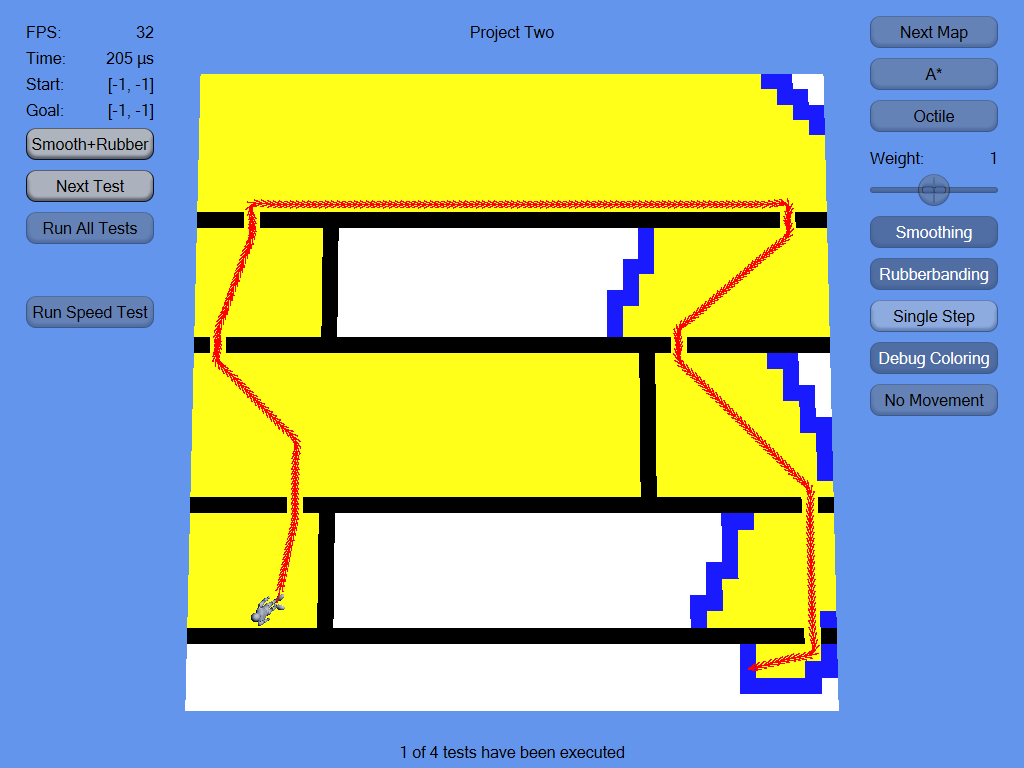 FPS: 32
Time: 205 µs
Start: [-1, -1]
Goal: [-1, -1]
Smooth+Rubber
Next Test
Run All Tests
Run Speed Test
Project Two
Next Map
A*
Octile
Weight: 1
Smoothing
Rubberbanding
Single Step
Debug Coloring
No Movement
1 of 4 tests have been executed